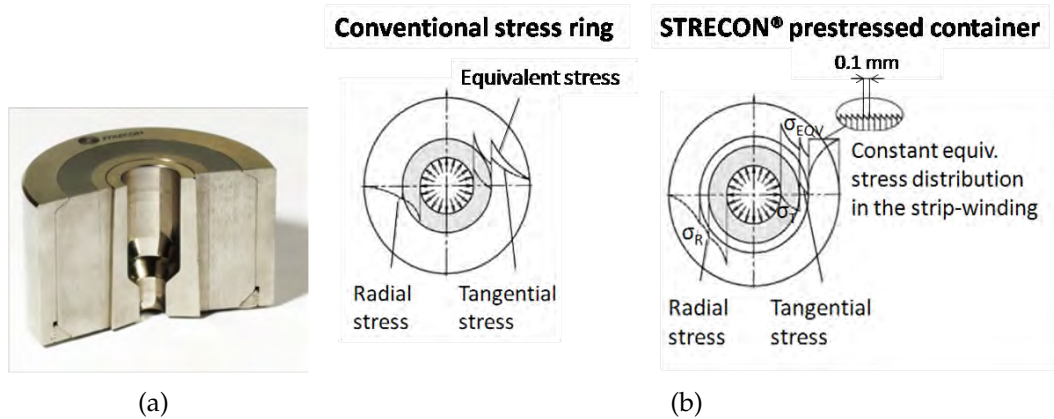 Conventional stress ring
Equivalent stress
Radial
stress
Tangential
stress
STRECON® prestressed container
0.1 mm
σEQV
Constant equiv.
stress distribution
in the strip-winding
σT
σR
Radial
stress
Tangential
stress
(a)
(b)